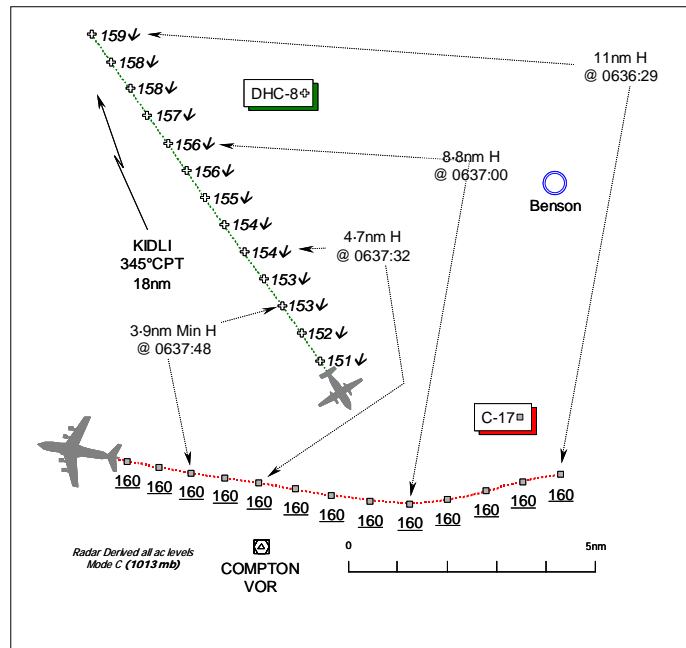 159
158
158
157
156
156
155
154
154
153
153
152
151
DHC-8
11nm H
@ 0636:29
8·8nm H
@ 0637:00
Benson
KIDLI
345°CPT
18nm
4·7nm H
@ 0637:32
3·9nm Min H
@ 0637:48
C-17
160 160 160 160 160 160 160 160 160 160 160 160 160
Radar Derived all ac levels
Mode C (1013 mb)
COMPTON
VOR
0 5nm